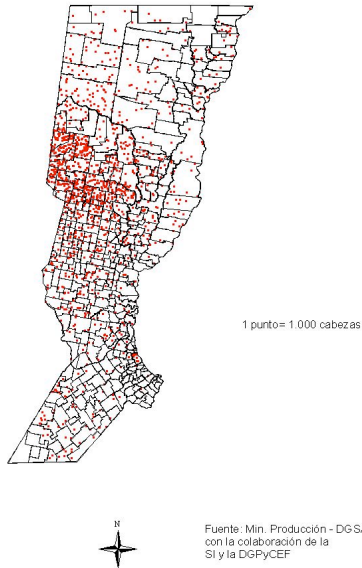 1 punto= 1.000 cabezas
N
Fuente: Min. Producción - DGSA
con la colaboración de la
SI y la DGPyCEF